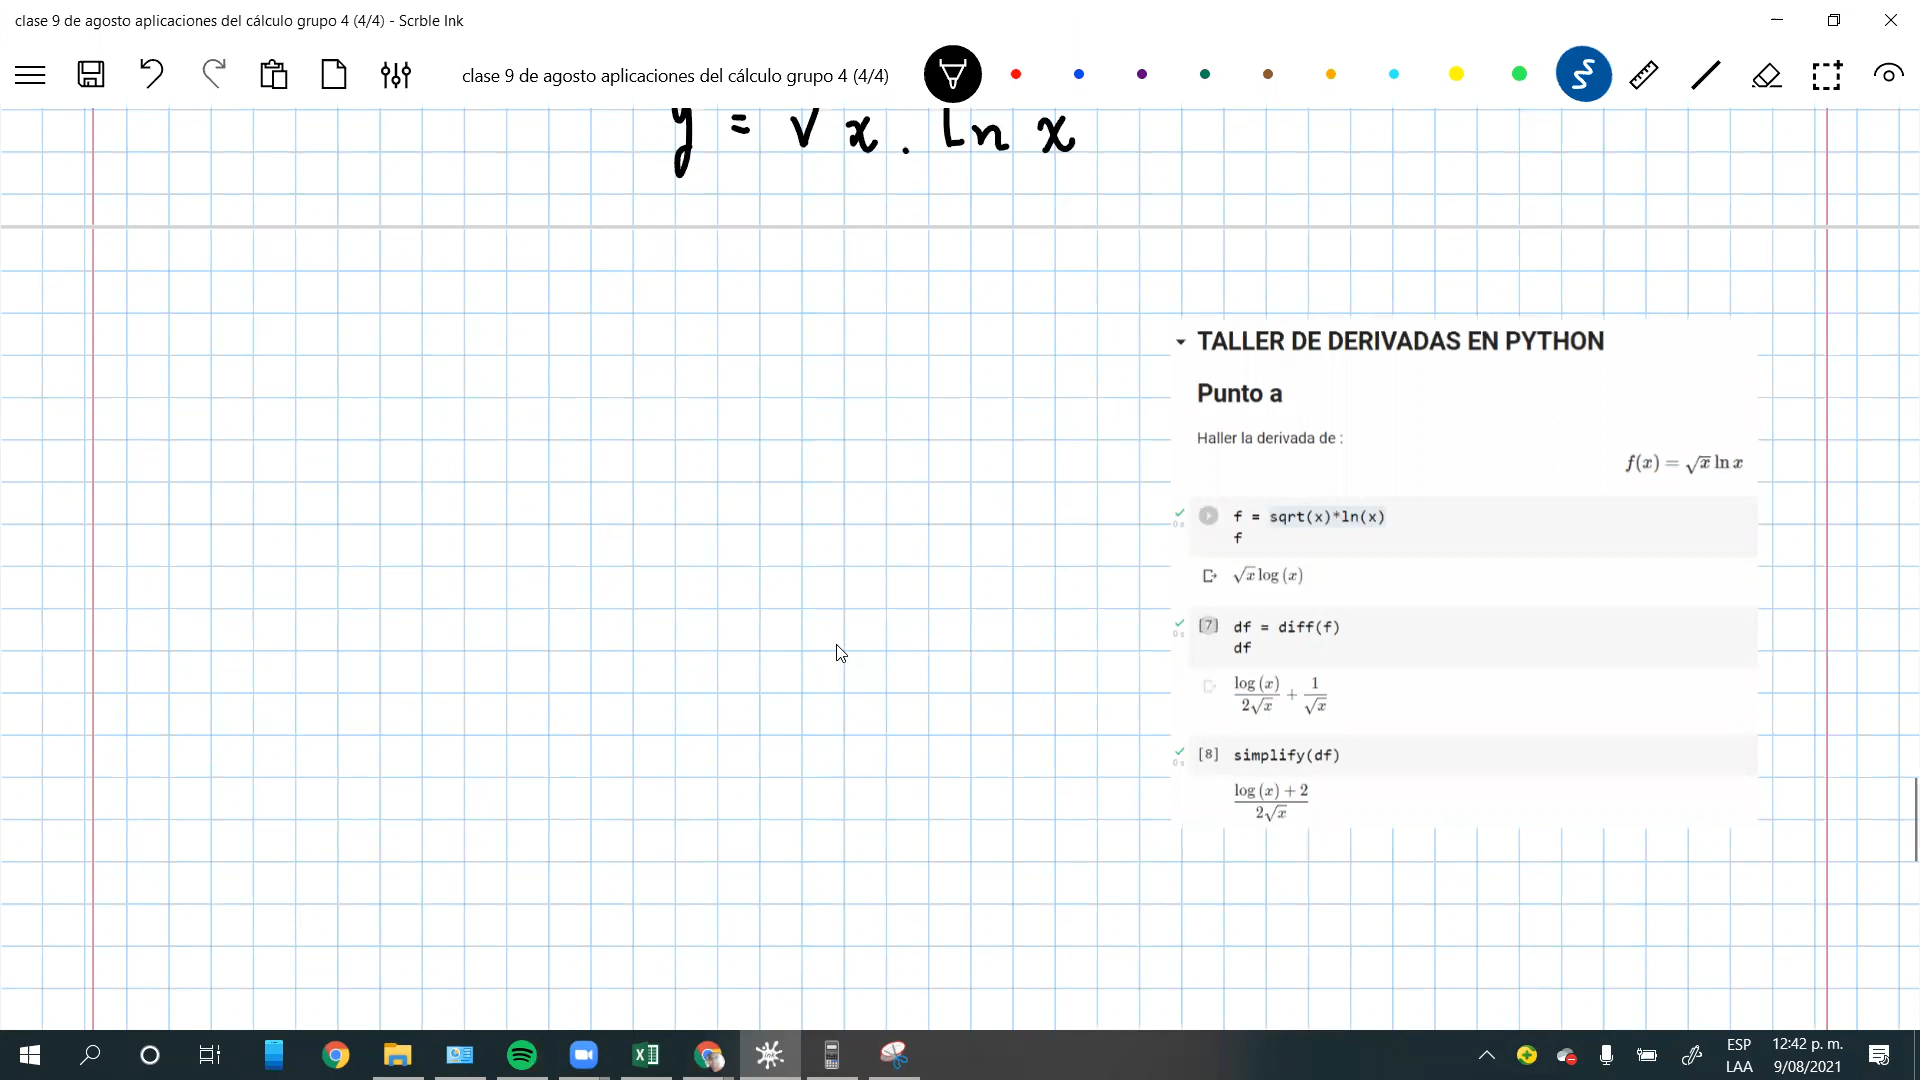 clase 9 de agosto aplicaciones del cálculo grupo 4 (4/4) - Scrble Ink
clase 9 de agosto aplicaciones del cálculo grupo 4 (4/4)
y = √x . Ln x
TALLER DE DERIVADAS EN PYTHON
Punto a
Haller la derivada de :
f(x) = √x ln x
f = sqrt(x)*ln(x)
f
√x log (x)
[7] df = diff(f)
df
log (x) / 2√x + 1 / √x
[8] simplify(df)
log (x) + 2 / 2√x
ESP 12:42 p. m.
LAA 9/08/2021